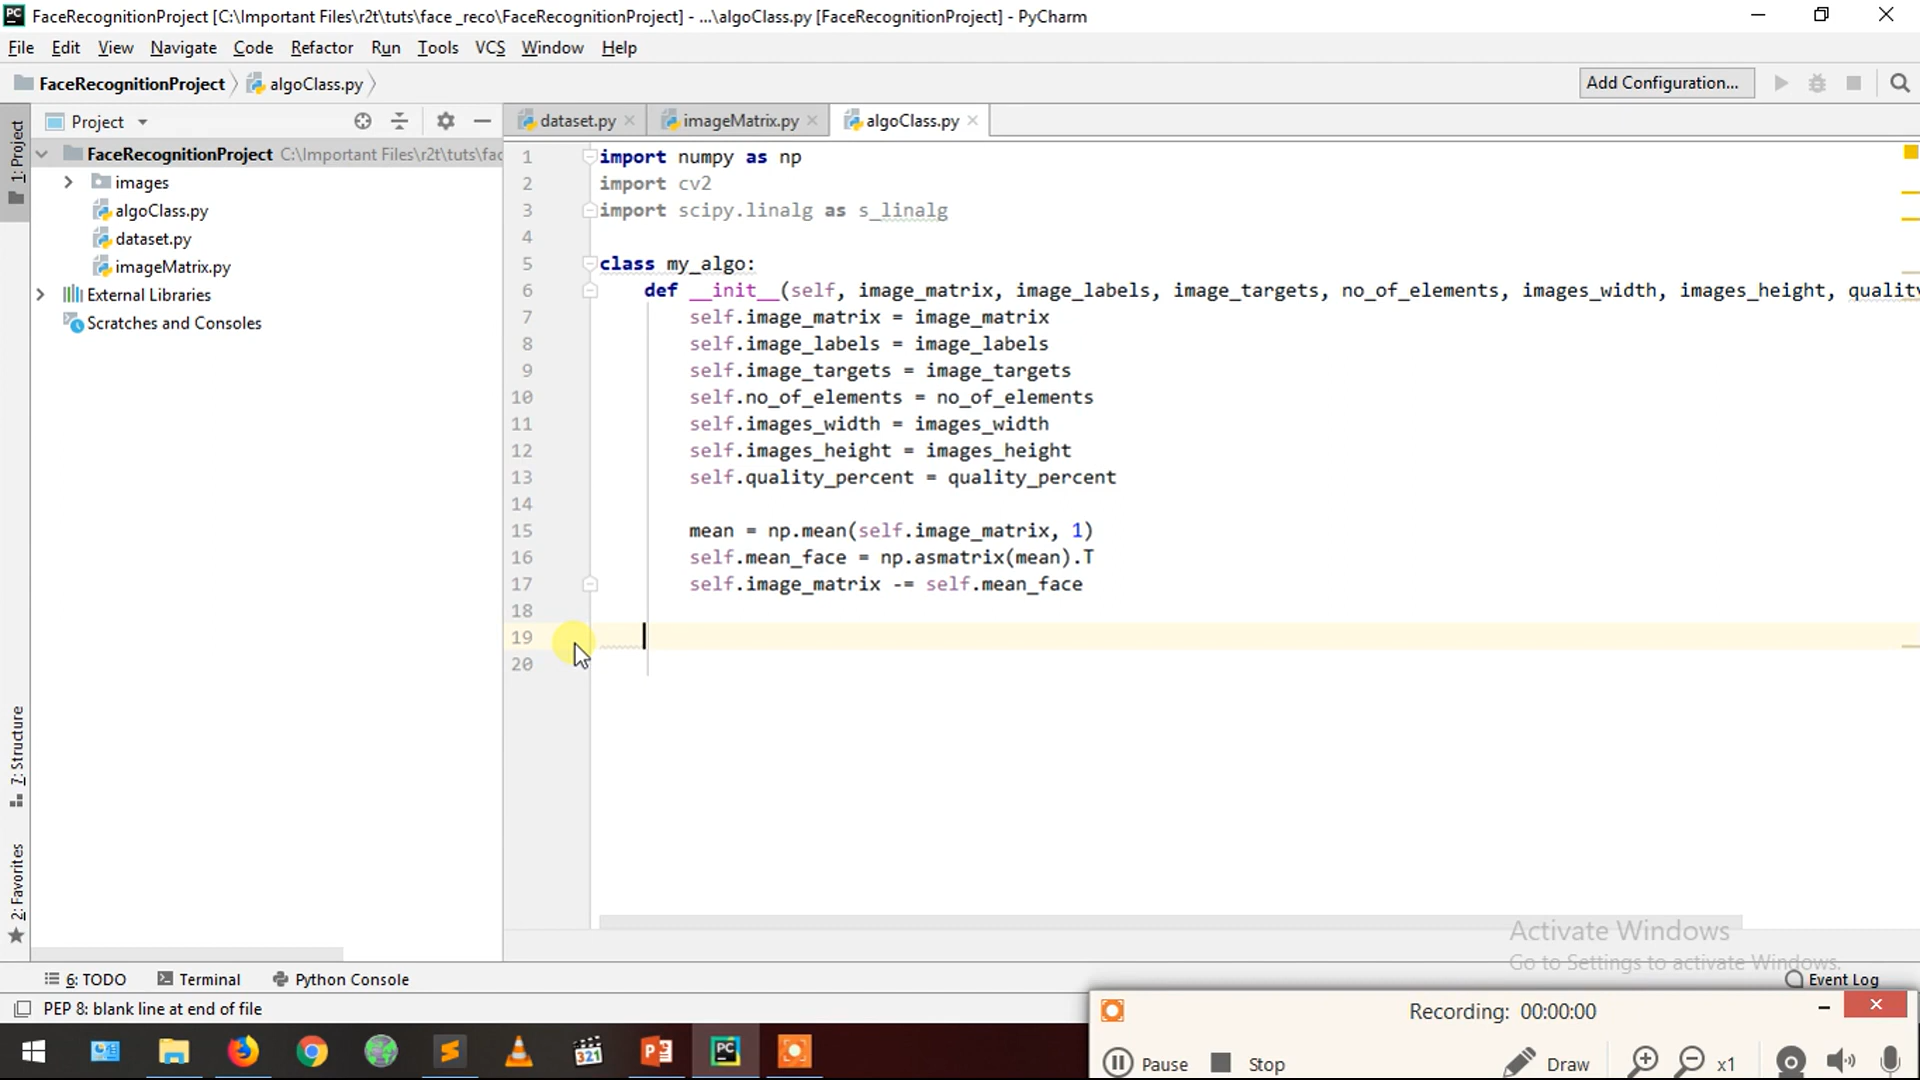 FaceRecognitionProject [C:\Important Files\r2t\tuts\face _reco\FaceRecognitionProject] - ...\algoClass.py [FaceRecognitionProject] - PyCharm
File Edit View Navigate Code Refactor Run Tools VCS Window Help
FaceRecognitionProject algoClass.py Add Configuration...
1: Project
Project
dataset.py imageMatrix.py algoClass.py
FaceRecognitionProject C:\Important Files\r2t\tuts\fac
images
algoClass.py
dataset.py
imageMatrix.py
External Libraries
Scratches and Consoles
7: Structure
2: Favorites
1 import numpy as np
2 import cv2
3 import scipy.linalg as s_linalg
4
5 class my_algo:
6 def __init__(self, image_matrix, image_labels, image_targets, no_of_elements, images_width, images_height, quality
7 self.image_matrix = image_matrix
8 self.image_labels = image_labels
9 self.image_targets = image_targets
10 self.no_of_elements = no_of_elements
11 self.images_width = images_width
12 self.images_height = images_height
13 self.quality_percent = quality_percent
14
15 mean = np.mean(self.image_matrix, 1)
16 self.mean_face = np.asmatrix(mean).T
17 self.image_matrix -= self.mean_face
18
19
20
Activate Windows
Go to Settings to activate Windows.
6: TODO Terminal Python Console Event Log
PEP 8: blank line at end of file
Recording: 00:00:00
321
PC
Pause Stop Draw x1